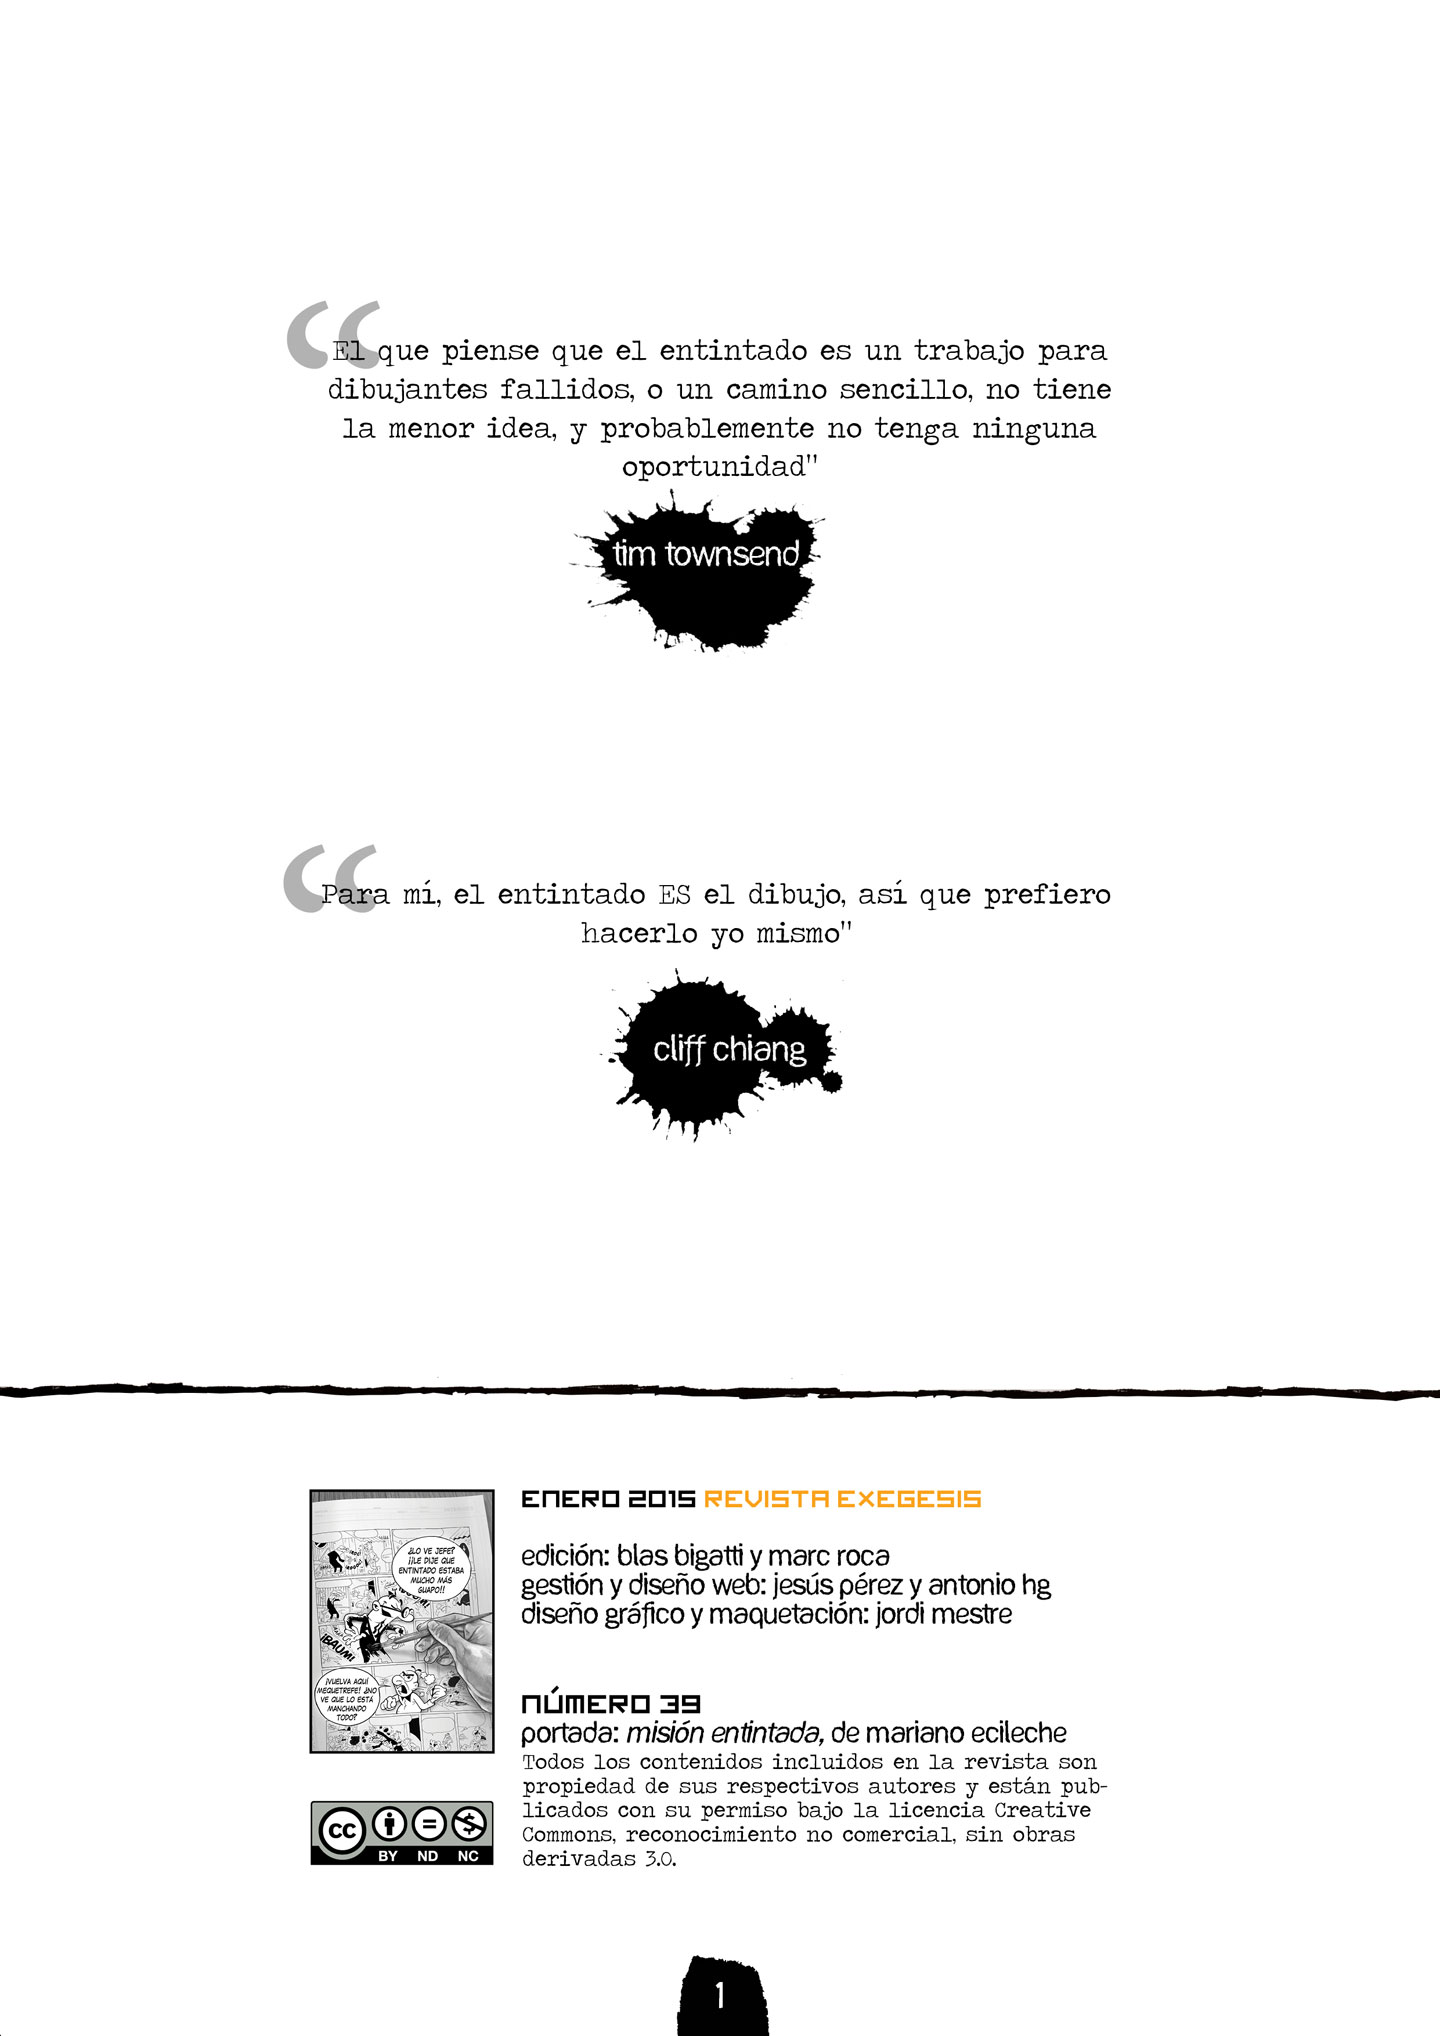 “El que piense que el entintado es un trabajo para
dibujantes fallidos, o un camino sencillo, no tiene
la menor idea, y probablemente no tenga ninguna
oportunidad"
tim townsend
“Para mí, el entintado ES el dibujo, así que prefiero
hacerlo yo mismo"
cliff chiang
¿LO VE JEFE?
¡¡LE DIJE QUE
ENTINTADO ESTABA
MUCHO MÁS
GUAPO!!
¡BAUM!
¡VUELVA AQUÍ
MEQUETREFE! ¿NO
VE QUE LO ESTÁ
MANCHANDO
TODO?
ENERO 2015 REVISTA EXEGESIS
edición: blas bigatti y marc roca
gestión y diseño web: jesús pérez y antonio hg
diseño gráfico y maquetación: jordi mestre
NÚMERO 39
portada: misión entintada, de mariano ecileche
Todos los contenidos incluidos en la revista son
propiedad de sus respectivos autores y están pub-
licados con su permiso bajo la licencia Creative
Commons, reconocimiento no comercial, sin obras
derivadas 3.0.
cc
BY ND NC
1